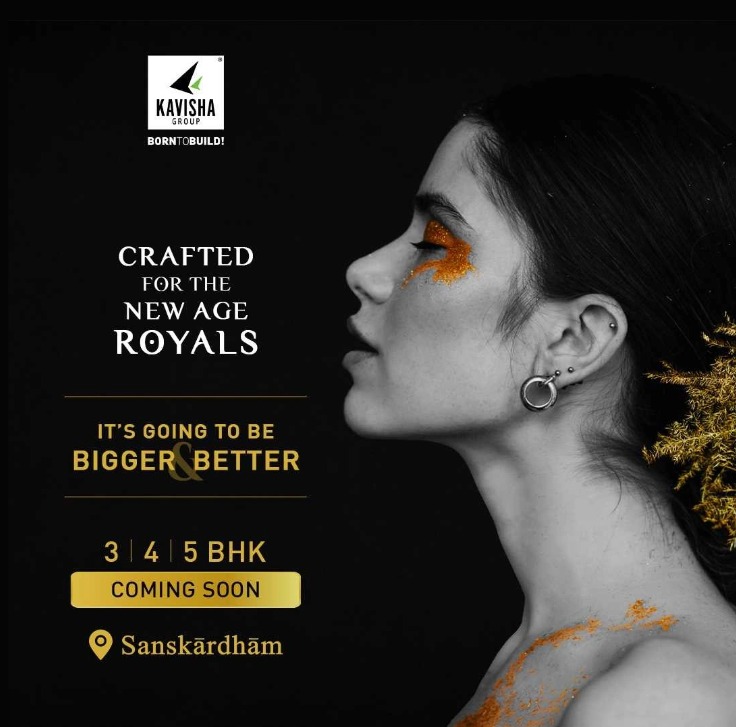 KAVISHA
GROUP
®
BORNTOBUILD!
CRAFTED
FOR THE
NEW AGE
ROYALS
IT'S GOING TO BE
BIGGER & BETTER
3 | 4 | 5 BHK
COMING SOON
Sanskārdhām